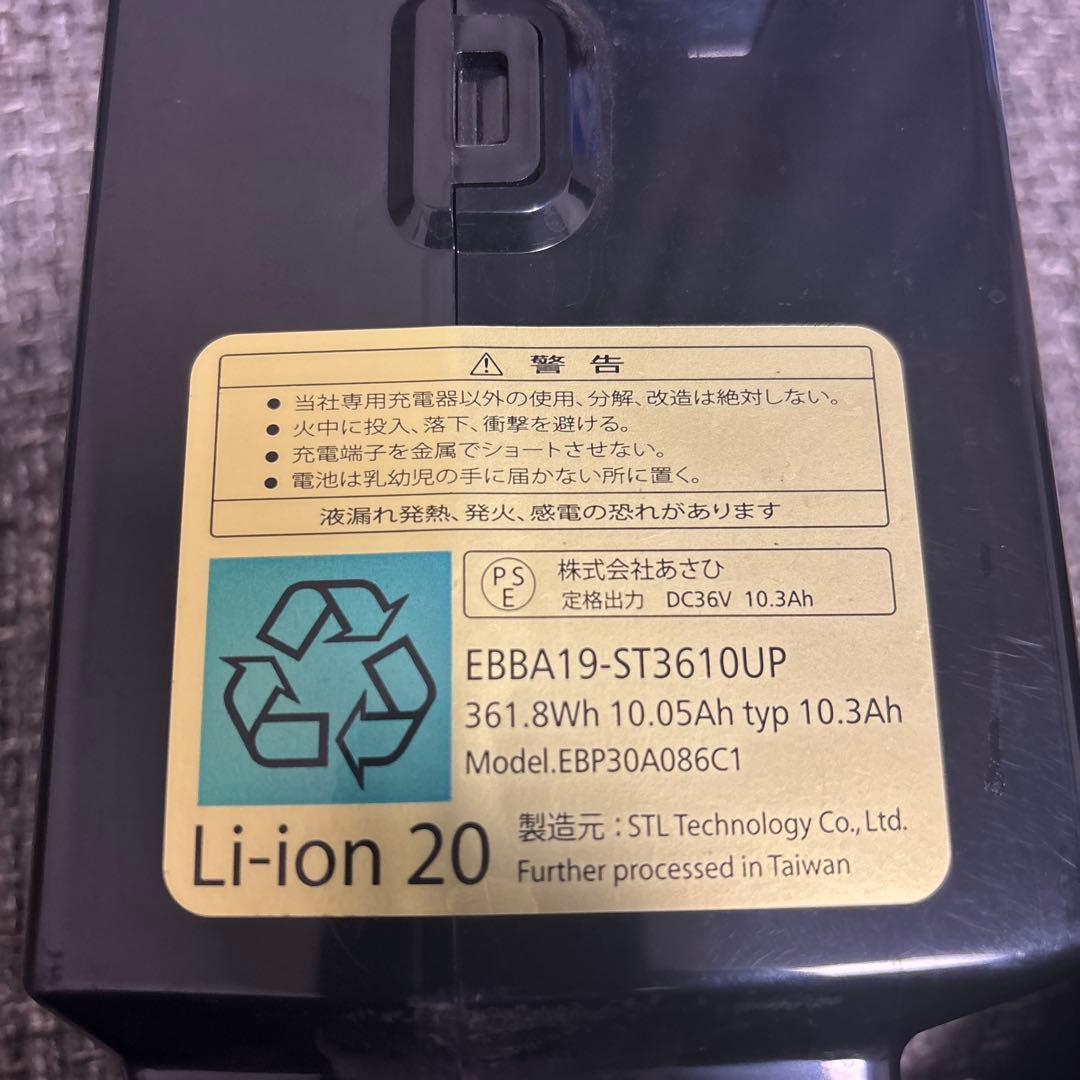 ⚠ 警告
● 当社専用充電器以外の使用、分解、改造は絶対しない。
● 火中に投入、落下、衝撃を避ける。
● 充電端子を金属でショートさせない。
● 電池は乳幼児の手に届かない所に置く。
液漏れ発熱、発火、感電の恐れがあります
PSE 株式会社あさひ
定格出力 DC36V 10.3Ah
EBBA19-ST3610UP
361.8Wh 10.05Ah typ 10.3Ah
Model.EBP30A086C1
Li-ion 20
製造元:STL Technology Co., Ltd.
Further processed in Taiwan